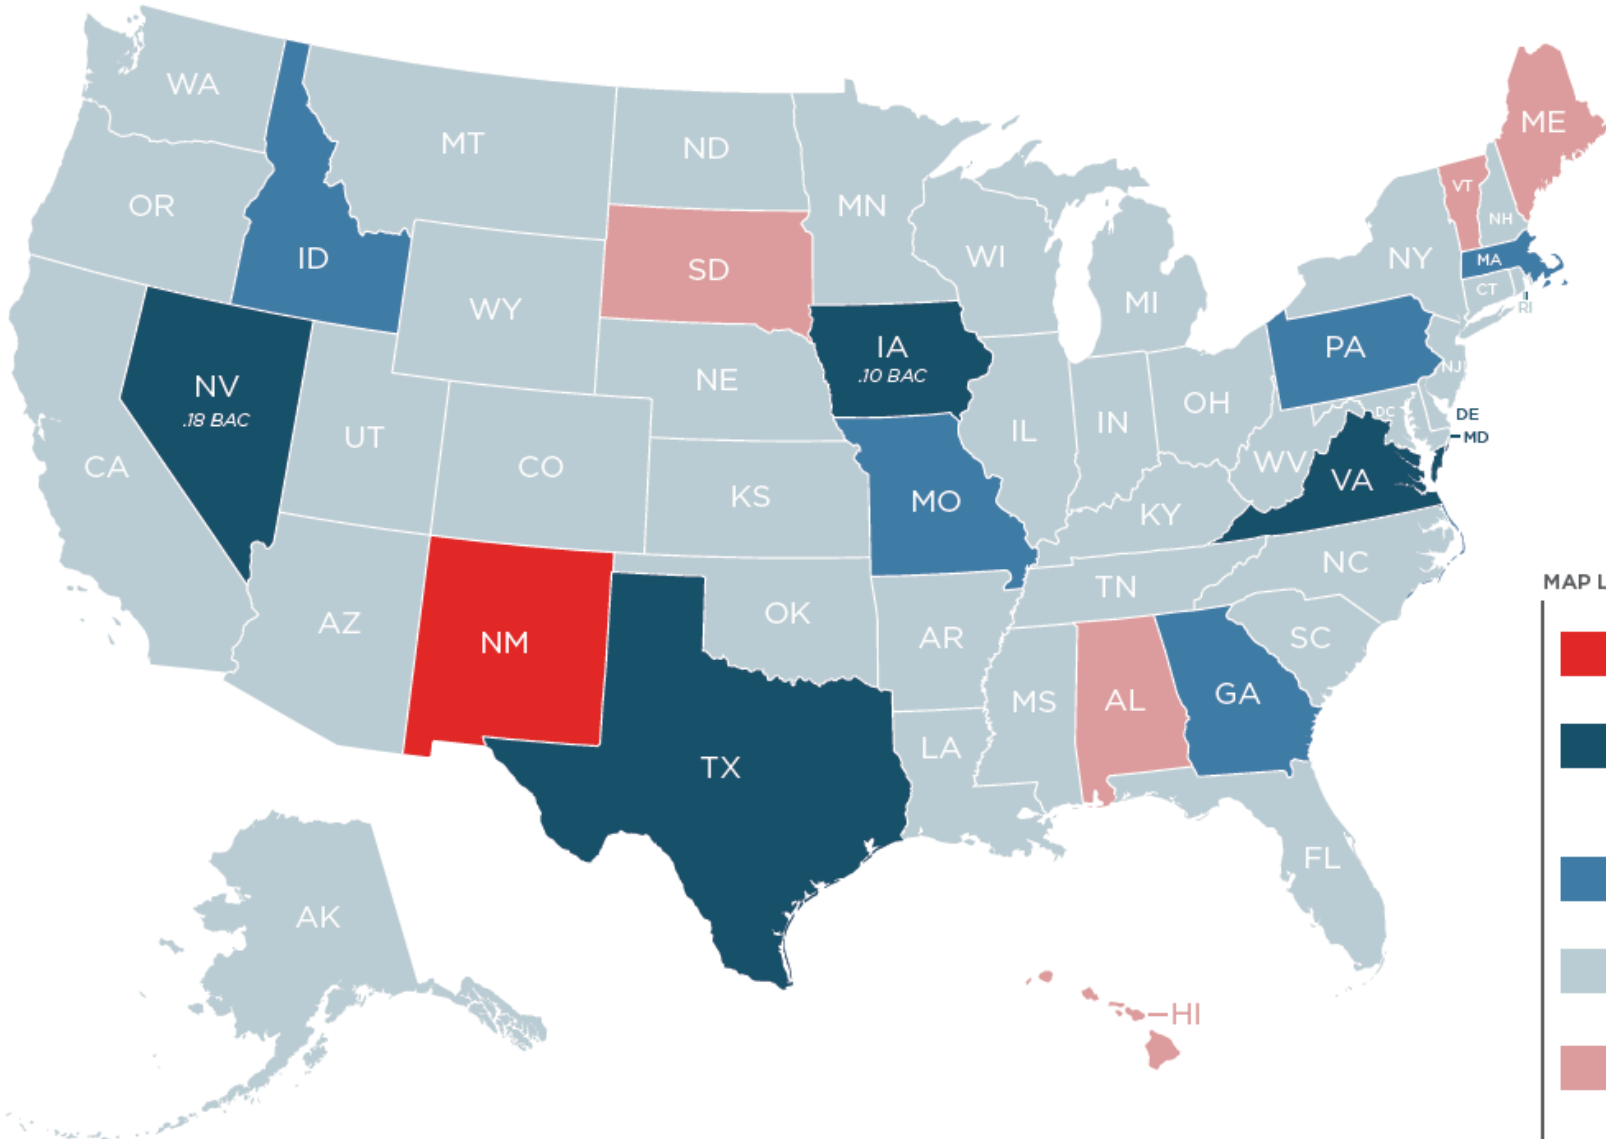 WA
MT
ND
ME
OR
ID
MN
VT
NH
SD
WI
NY
MA
WY
MI
CT
RI
NV
.18 BAC
IA
.10 BAC
PA
NE
NJ
OH
UT
CO
IL
IN
DC
DE
MD
CA
WV
VA
KS
MO
KY
NC
MAP L
AZ
NM
OK
TN
AR
SC
MS
AL
GA
TX
LA
FL
AK
HI